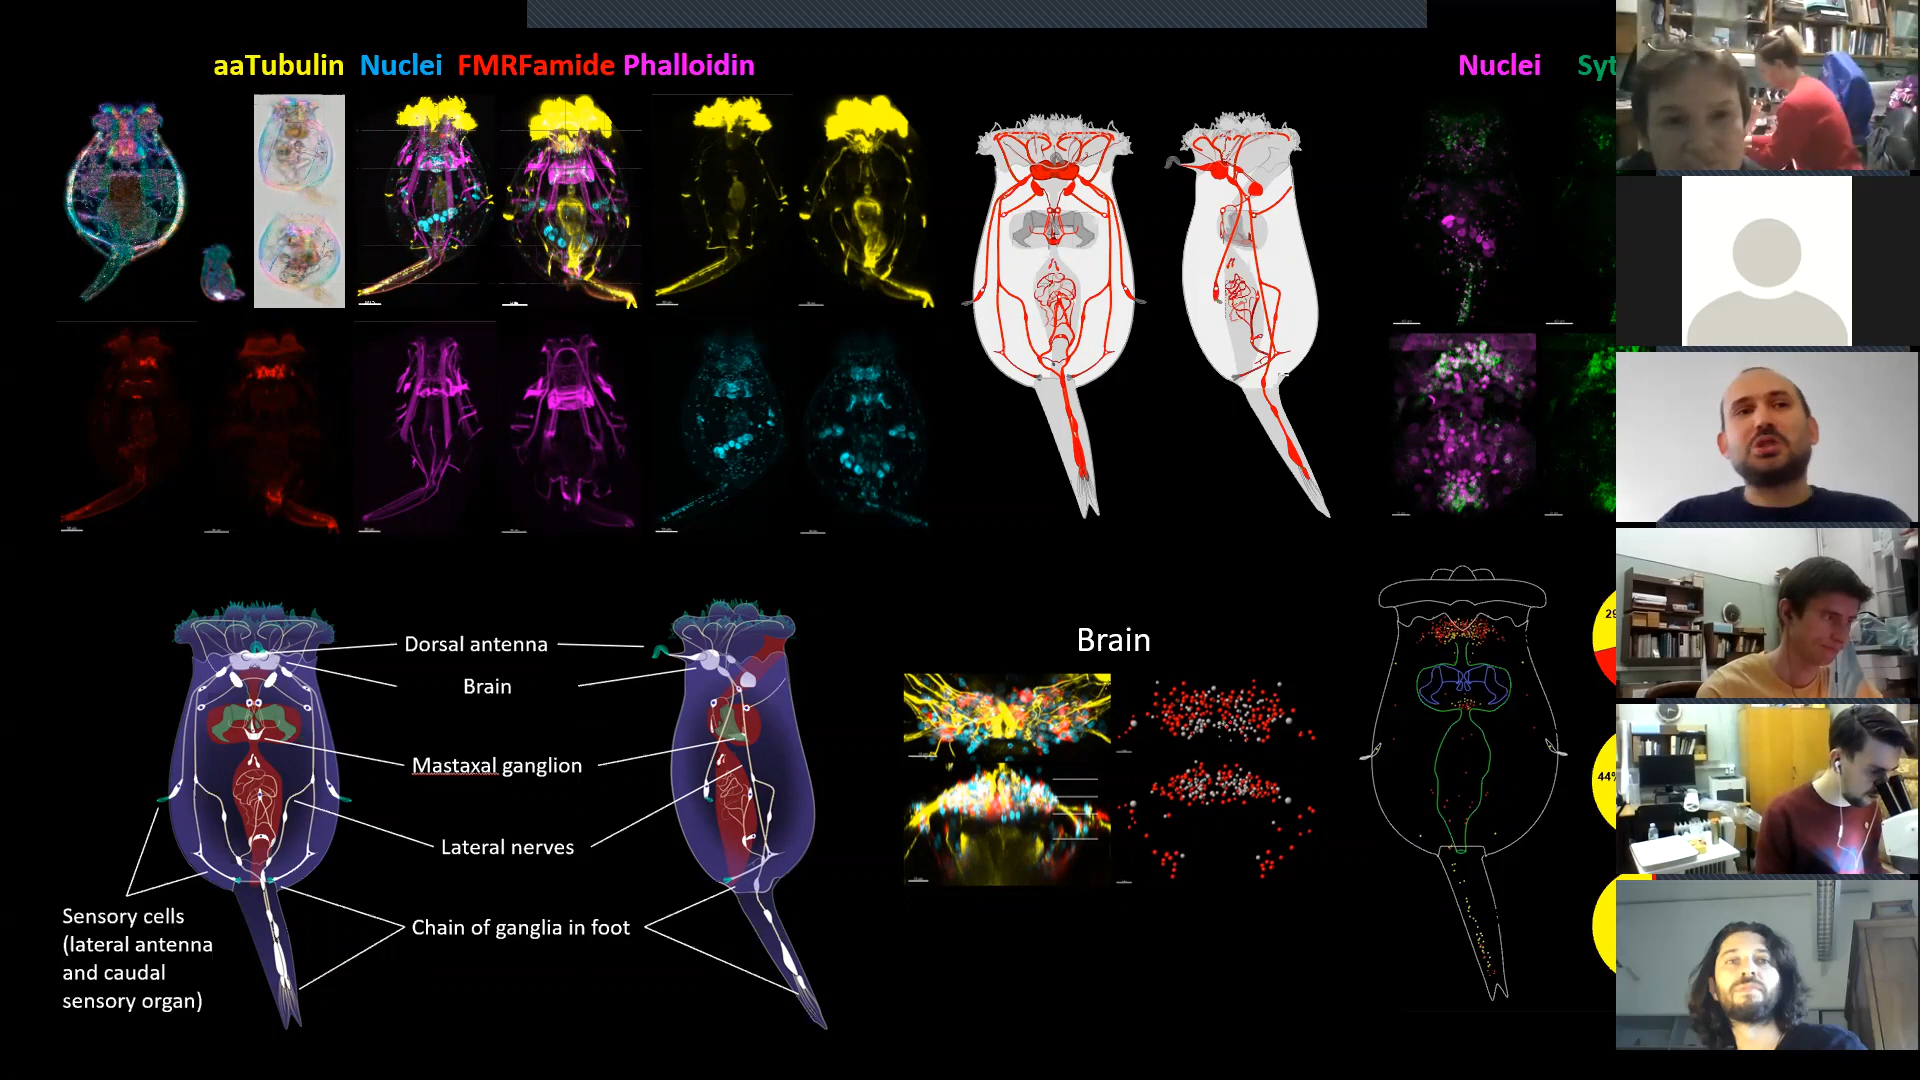 aaTubulin Nuclei FMRFamide Phalloidin
Nuclei Syt
Dorsal antenna
Brain
Mastaxal ganglion
Lateral nerves
Chain of ganglia in foot
Sensory cells
(lateral antenna
and caudal
sensory organ)
Brain
29
44%